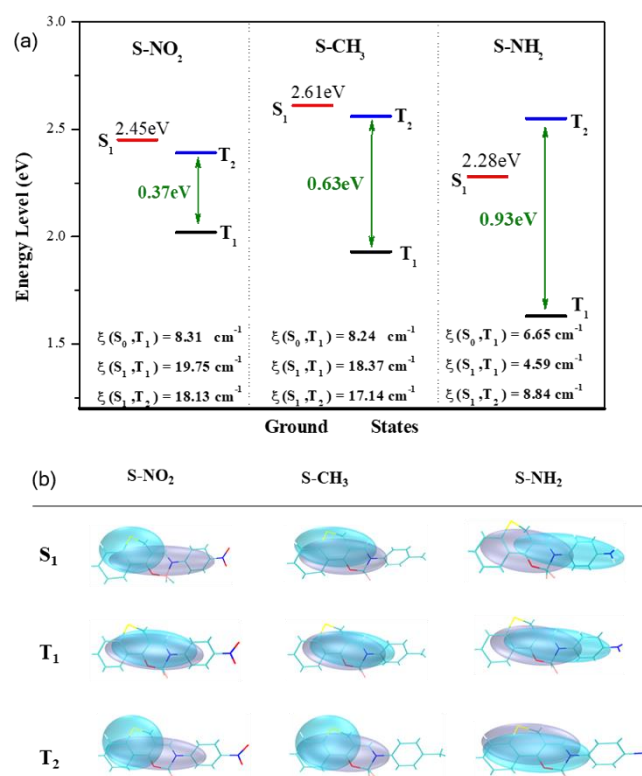 (a)
S-NO₂ S-CH₃ S-NH₂
3.0
2.5
2.0
1.5
Energy Level (eV)
S₁ 2.45eV T₂
0.37eV
T₁
S₁ 2.61eV T₂
0.63eV
T₁
S₁ 2.28eV T₂
0.93eV
T₁
ξ(S₀,T₁) = 8.31 cm⁻¹
ξ(S₁,T₁) = 19.75 cm⁻¹
ξ(S₁,T₂) = 18.13 cm⁻¹
ξ(S₀,T₁) = 8.24 cm⁻¹
ξ(S₁,T₁) = 18.37 cm⁻¹
ξ(S₁,T₂) = 17.14 cm⁻¹
ξ(S₀,T₁) = 6.65 cm⁻¹
ξ(S₁,T₁) = 4.59 cm⁻¹
ξ(S₁,T₂) = 8.84 cm⁻¹
Ground States
(b)
S-NO₂ S-CH₃ S-NH₂
S₁
T₁
T₂